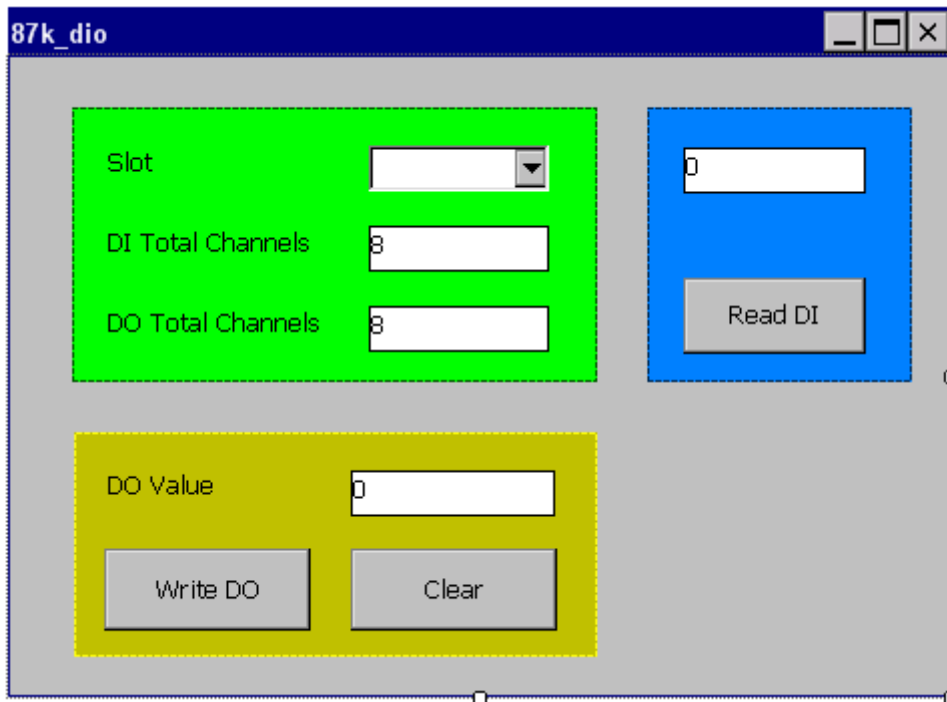 87k_dio
Slot
DI Total Channels 8
DO Total Channels 8
0
Read DI
DO Value 0
Write DO Clear